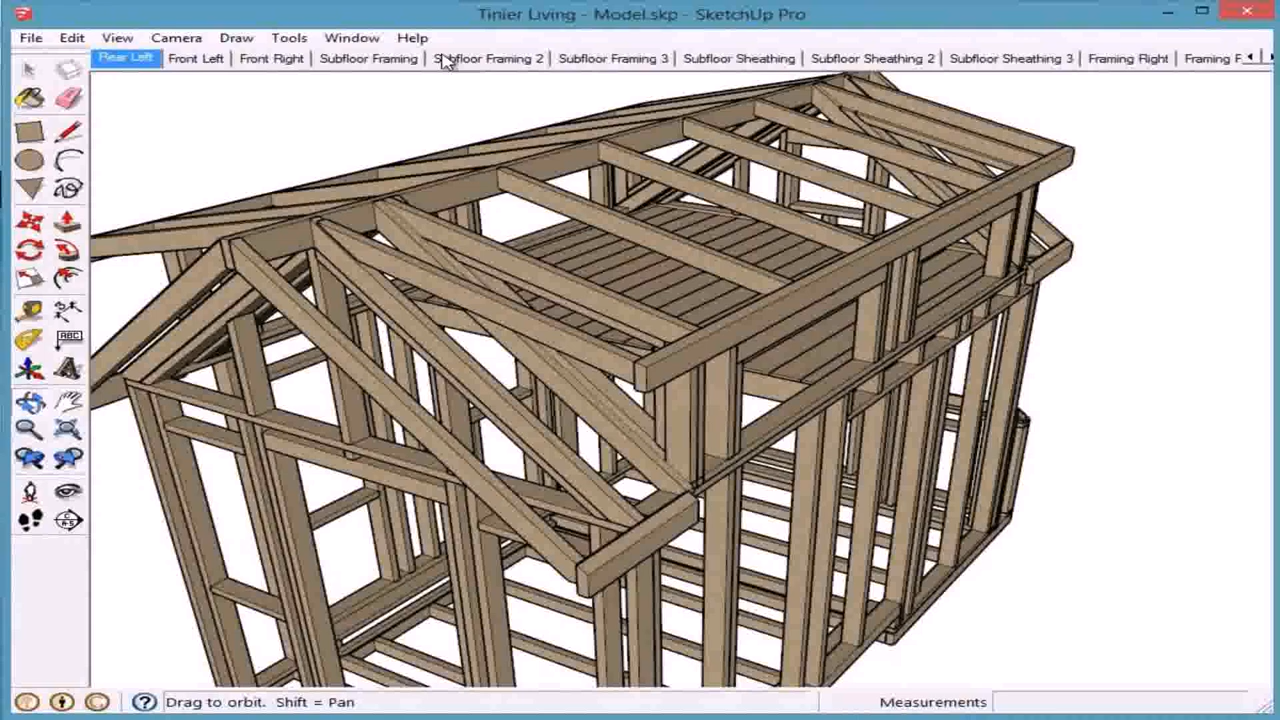 Tinier Living - Model.skp - SketchUp Pro
File Edit View Camera Draw Tools Window Help
Rear Left Front Left Front Right Subfloor Framing Subfloor Framing 2 Subfloor Framing 3 Subfloor Sheathing Subfloor Sheathing 2 Subfloor Sheathing 3 Framing Right Framing F
ABC
Drag to orbit. Shift = Pan
Measurements